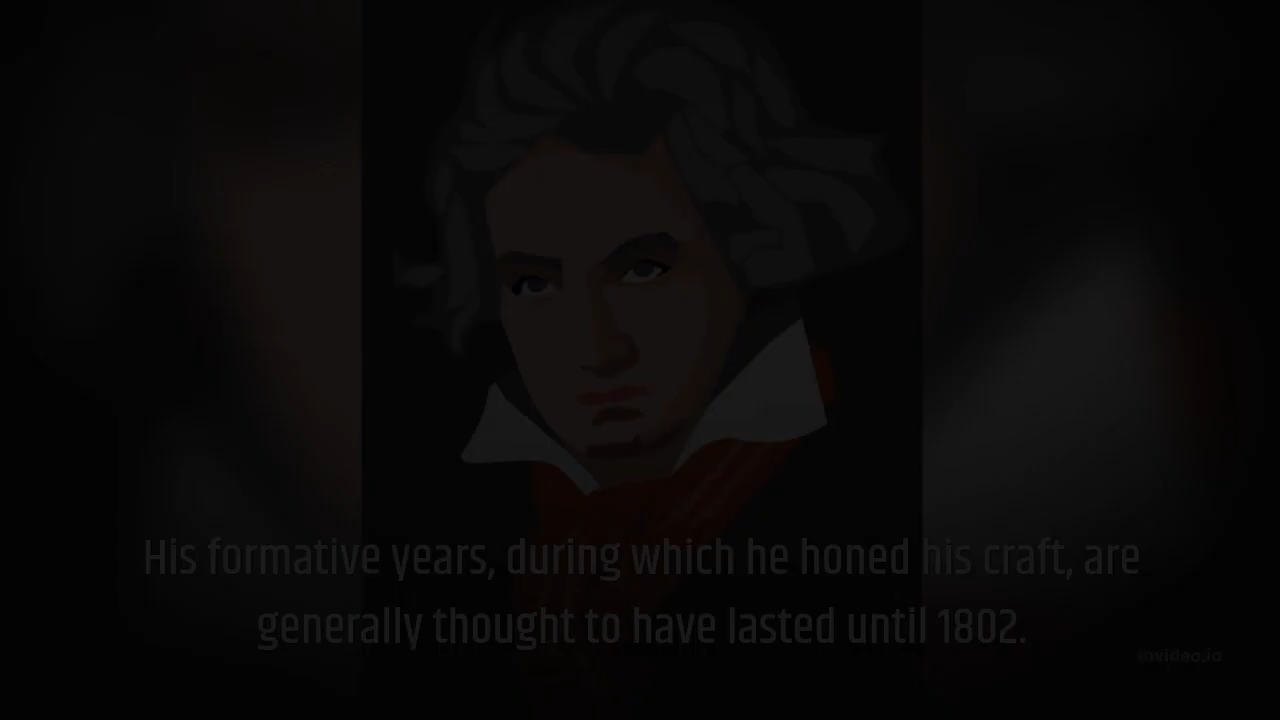 His formative years, during which he honed his craft, are
generally thought to have lasted until 1802.
invideo.io